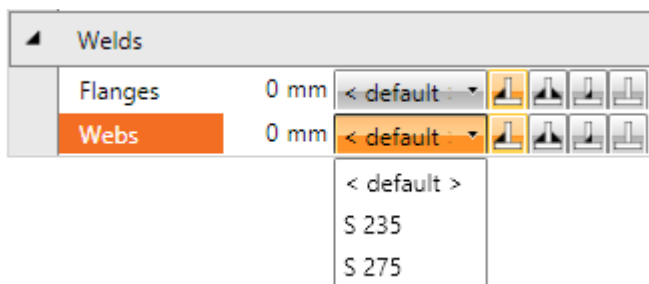 Welds
Flanges 0 mm < default :
Webs 0 mm < default :
< default >
S 235
S 275